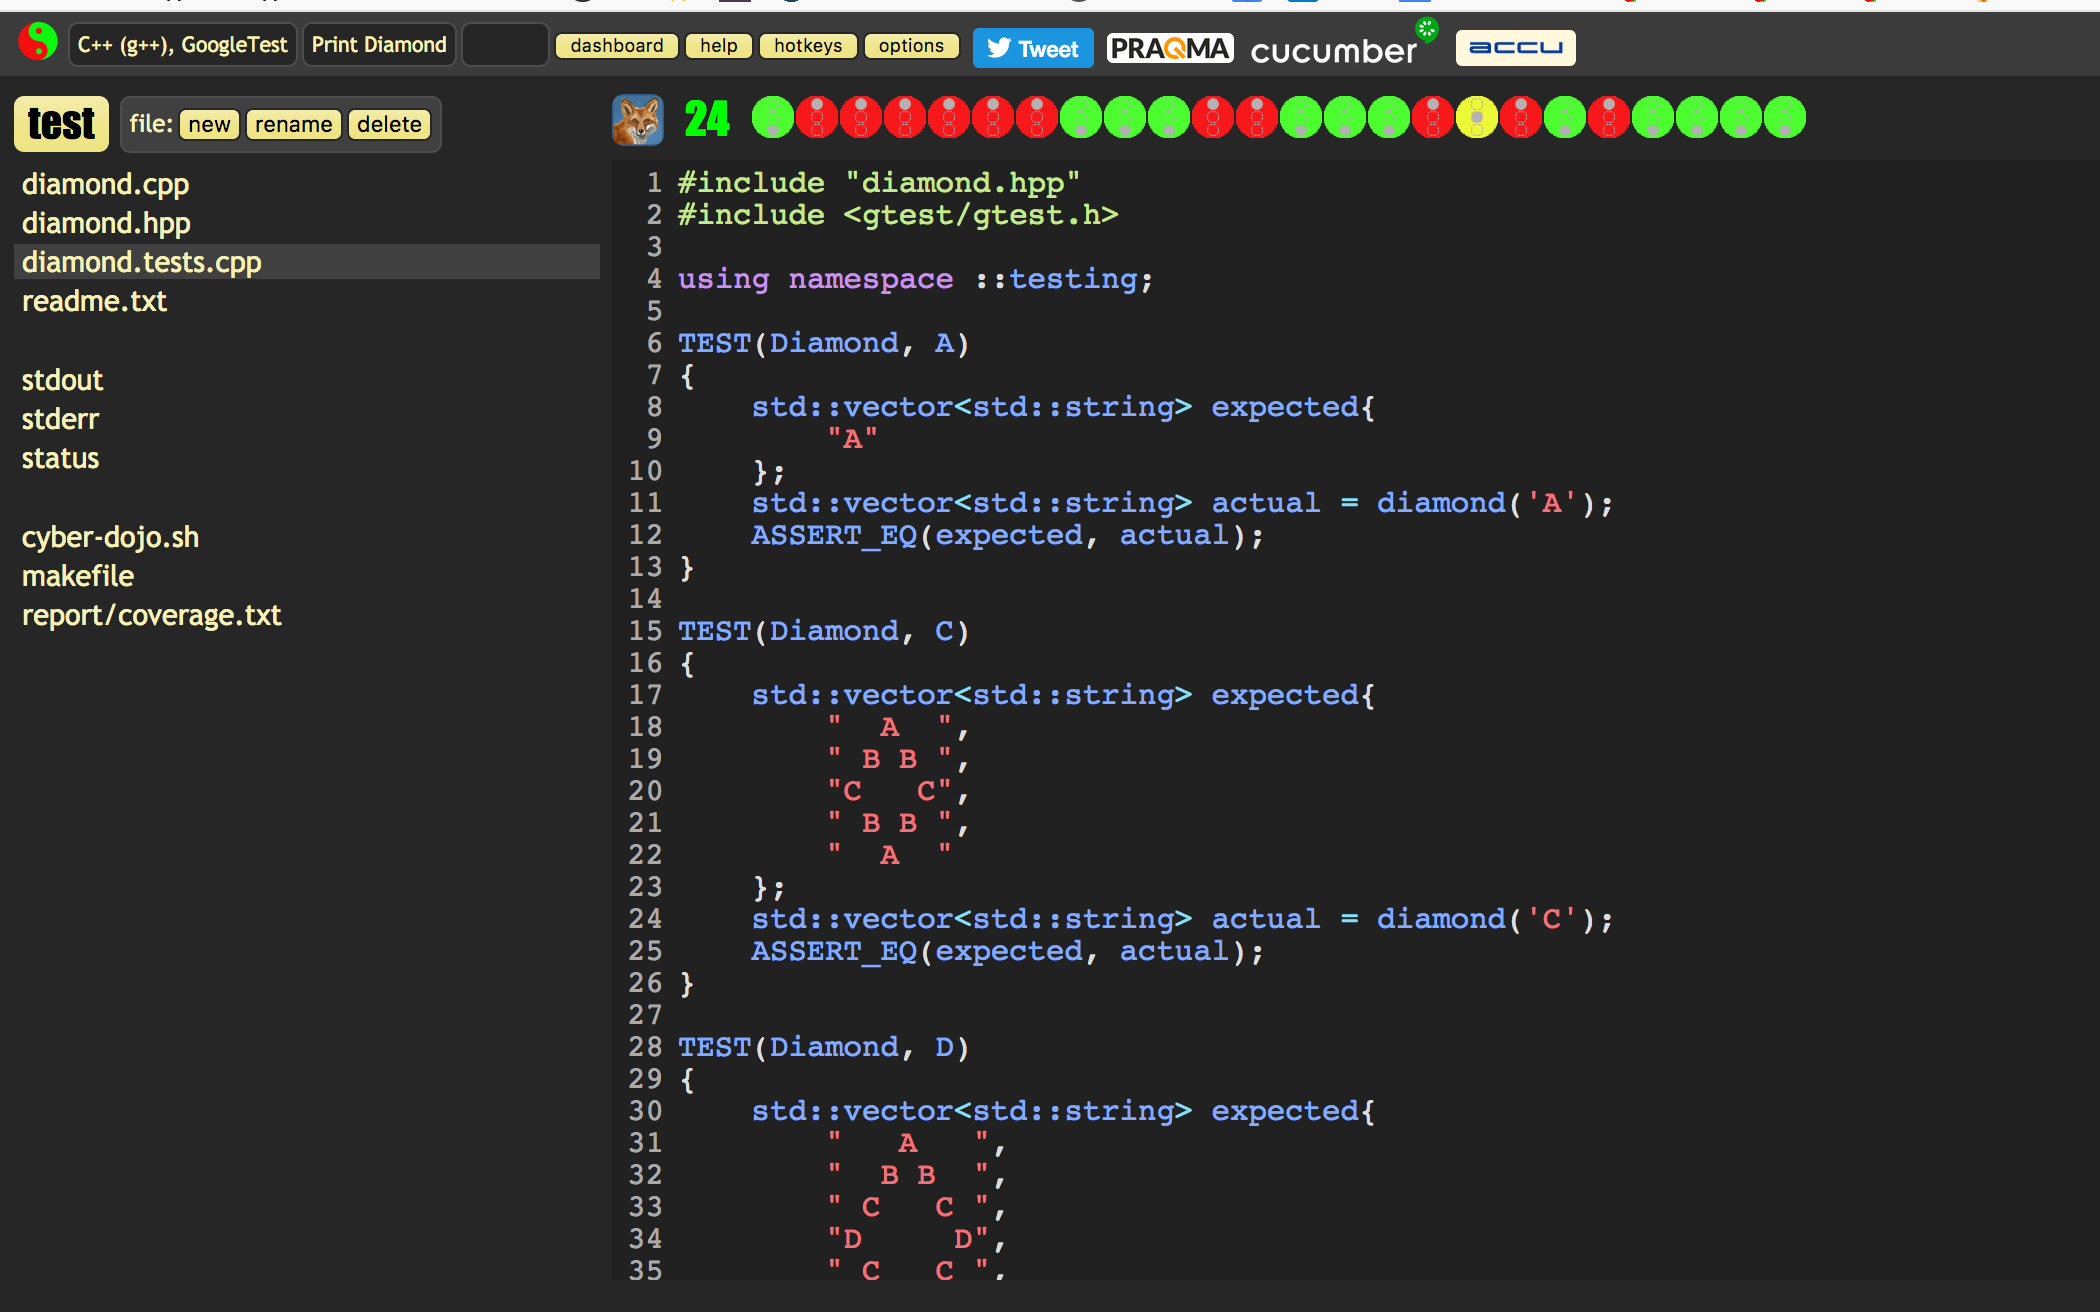 C++ (g++), GoogleTest Print Diamond dashboard help hotkeys options Tweet PRAQMA cucumber accu
test file: new rename delete 24
diamond.cpp
diamond.hpp
diamond.tests.cpp
readme.txt
stdout
stderr
status
cyber-dojo.sh
makefile
report/coverage.txt
1 #include "diamond.hpp"
2 #include <gtest/gtest.h>
3
4 using namespace ::testing;
5
6 TEST(Diamond, A)
7 {
8     std::vector<std::string> expected{
9         "A"
10     };
11     std::vector<std::string> actual = diamond('A');
12     ASSERT_EQ(expected, actual);
13 }
14
15 TEST(Diamond, C)
16 {
17     std::vector<std::string> expected{
18         "  A  ",
19         " B B ",
20         "C   C",
21         " B B ",
22         "  A  "
23     };
24     std::vector<std::string> actual = diamond('C');
25     ASSERT_EQ(expected, actual);
26 }
27
28 TEST(Diamond, D)
29 {
30     std::vector<std::string> expected{
31         "   A   ",
32         "  B B  ",
33         " C   C ",
34         "D     D",
35         " C   C ",